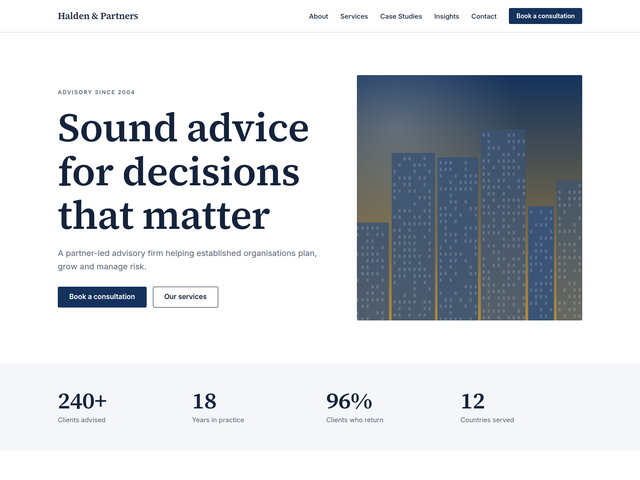 Halden & Partners
About Services Case Studies Insights Contact Book a consultation
ADVISORY SINCE 2004
Sound advice
for decisions
that matter
A partner-led advisory firm helping established organisations plan,
grow and manage risk.
Book a consultation Our services
240+ 18 96% 12
Clients advised Years in practice Clients who return Countries served